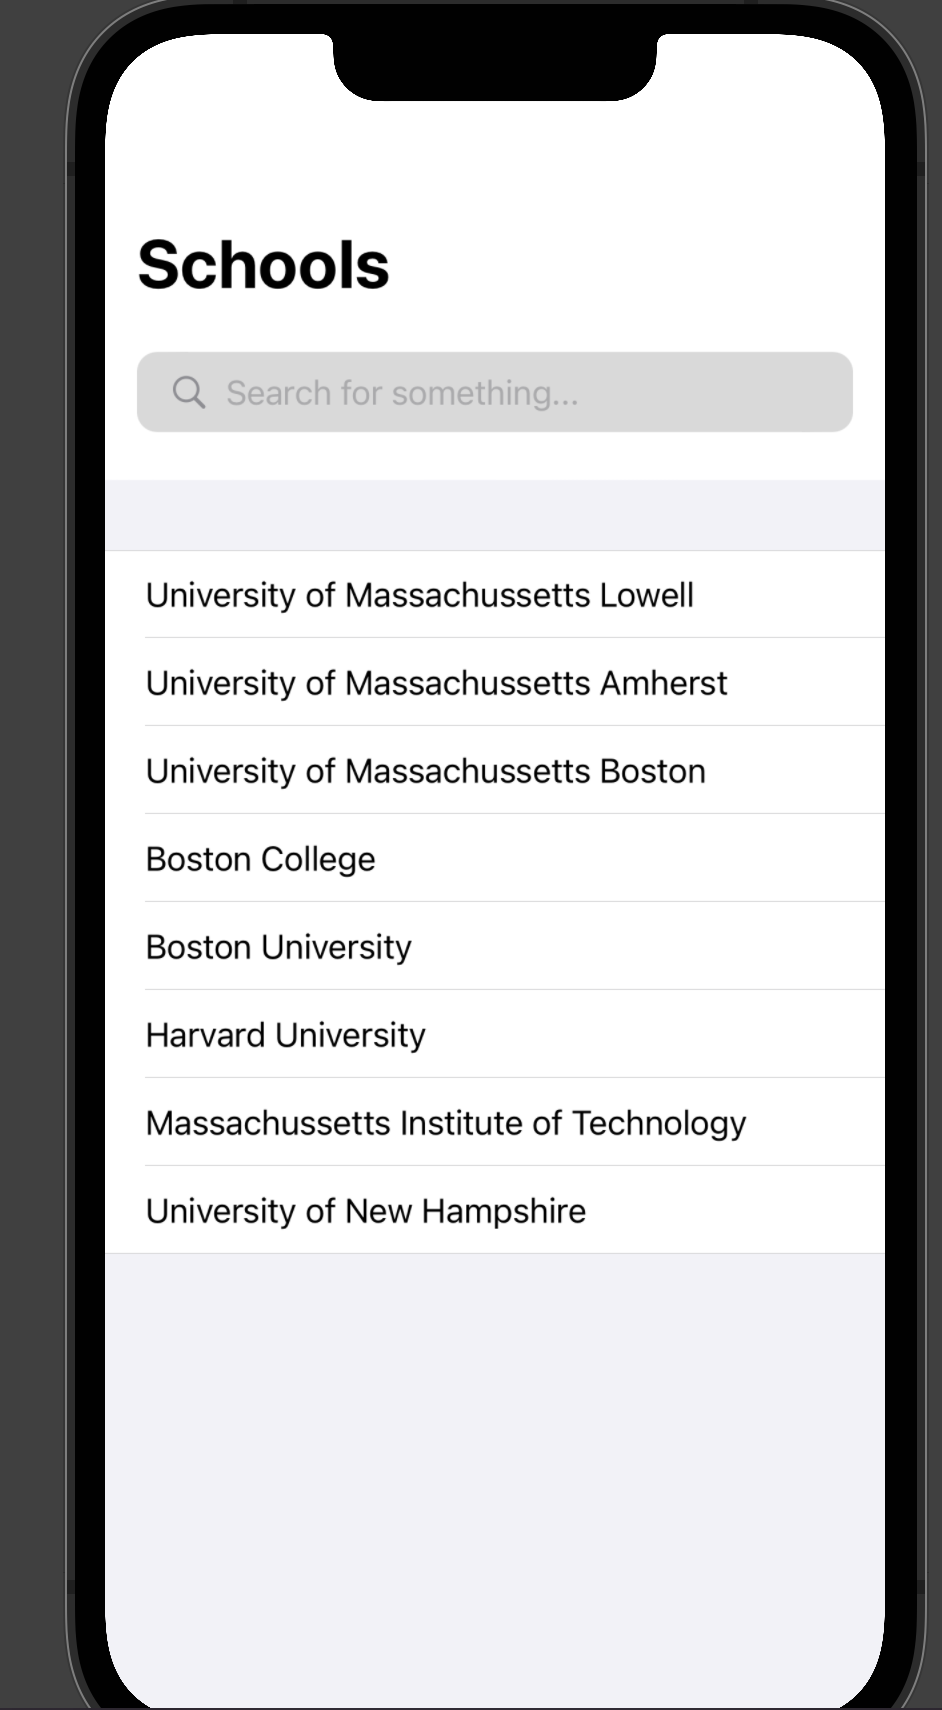 Schools
Search for something...
University of Massachussetts Lowell
University of Massachussetts Amherst
University of Massachussetts Boston
Boston College
Boston University
Harvard University
Massachussetts Institute of Technology
University of New Hampshire